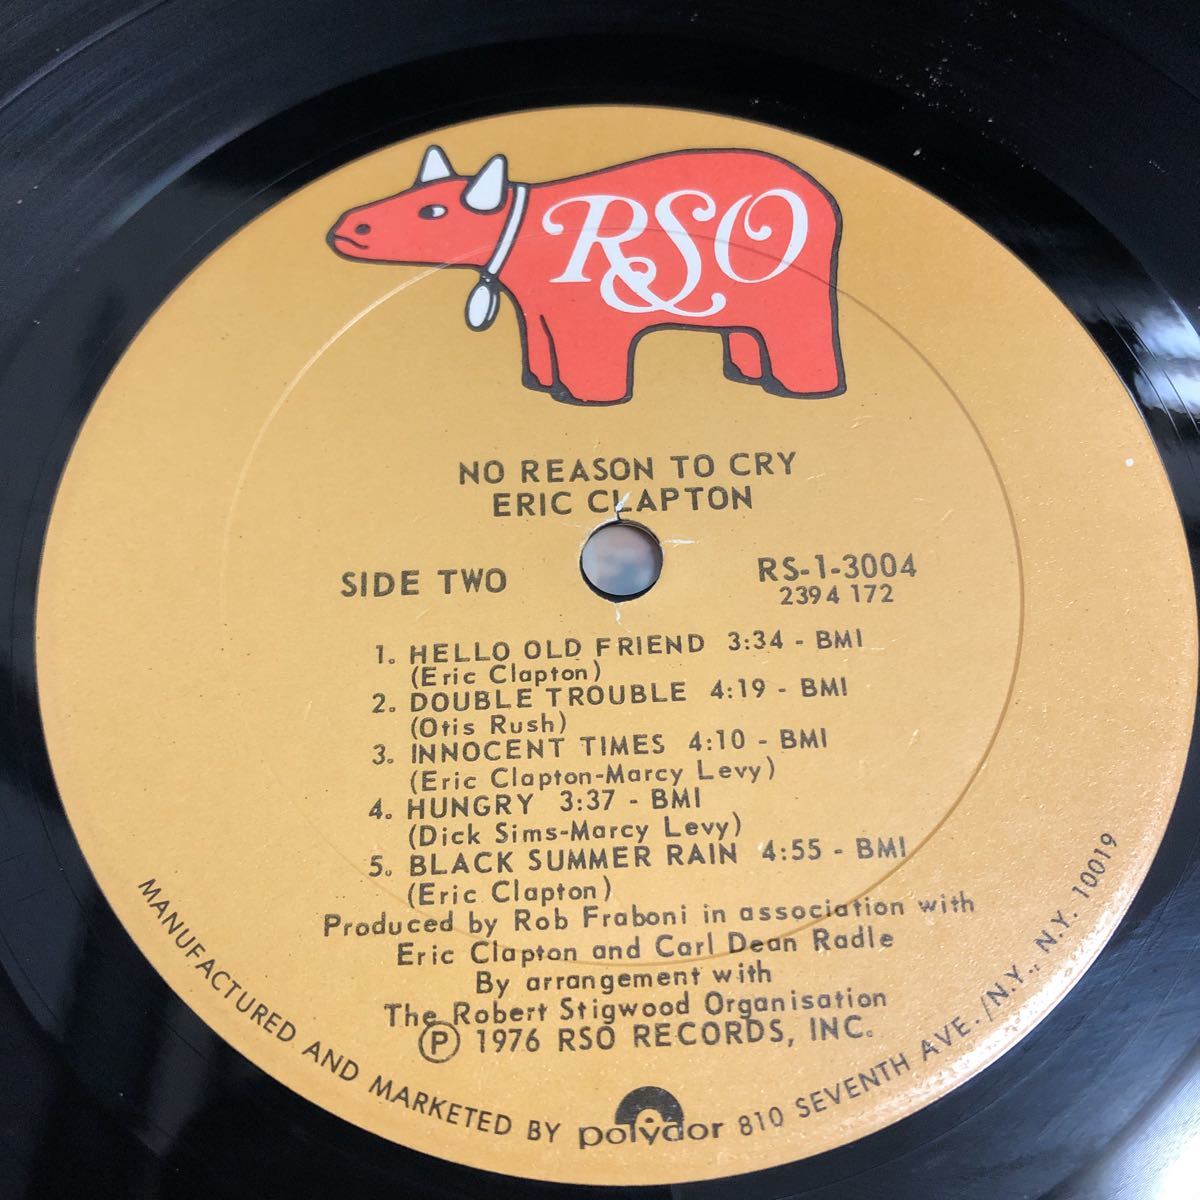 RSO
NO REASON TO CRY
ERIC CLAPTON
SIDE TWO
RS-1-3004
2394 172
1. HELLO OLD FRIEND 3:34 - BMI
(Eric Clapton)
2. DOUBLE TROUBLE 4:19 - BMI
(Otis Rush)
3. INNOCENT TIMES 4:10 - BMI
(Eric Clapton-Marcy Levy)
4. HUNGRY 3:37 - BMI
(Dick Sims-Marcy Levy)
5. BLACK SUMMER RAIN 4:55 - BMI
(Eric Clapton)
Produced by Rob Fraboni in association with
Eric Clapton and Carl Dean Radle
By arrangement with
The Robert Stigwood Organisation
Ⓟ 1976 RSO RECORDS, INC.
MANUFACTURED AND MARKETED BY polydor 810 SEVENTH AVE./N.Y., N.Y. 10019